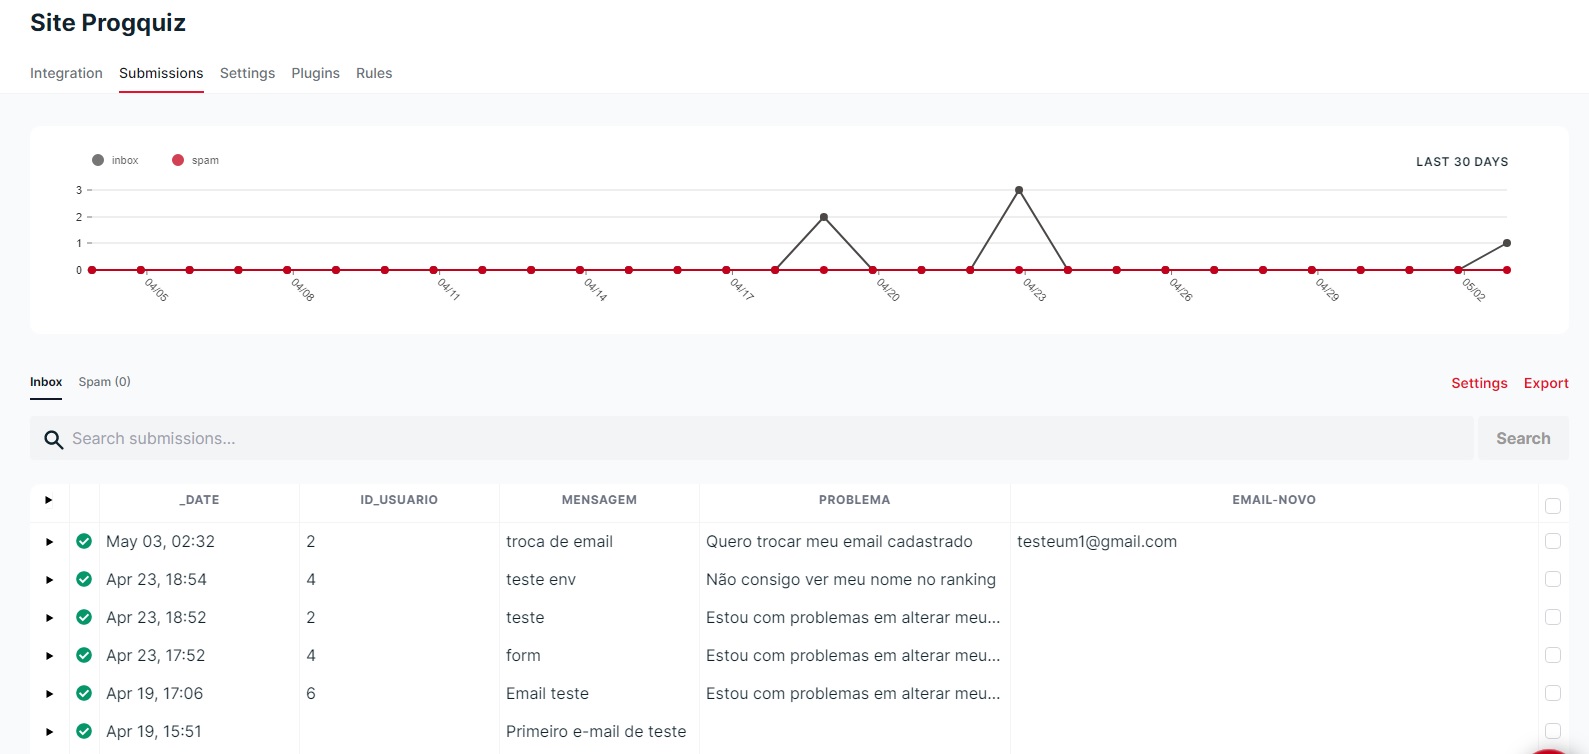 Site Progquiz
Integration Submissions Settings Plugins Rules
inbox spam
LAST 30 DAYS
3
2
1
0
04/05 04/08 04/11 04/14 04/17 04/20 04/23 04/26 04/29 05/02
Inbox Spam (0)
Settings Export
Search submissions...
Search
_DATE ID_USUARIO MENSAGEM PROBLEMA EMAIL-NOVO
May 03, 02:32 2 troca de email Quero trocar meu email cadastrado testeum1@gmail.com
Apr 23, 18:54 4 teste env Não consigo ver meu nome no ranking
Apr 23, 18:52 2 teste Estou com problemas em alterar meu...
Apr 23, 17:52 4 form Estou com problemas em alterar meu...
Apr 19, 17:06 6 Email teste Estou com problemas em alterar meu...
Apr 19, 15:51 Primeiro e-mail de teste